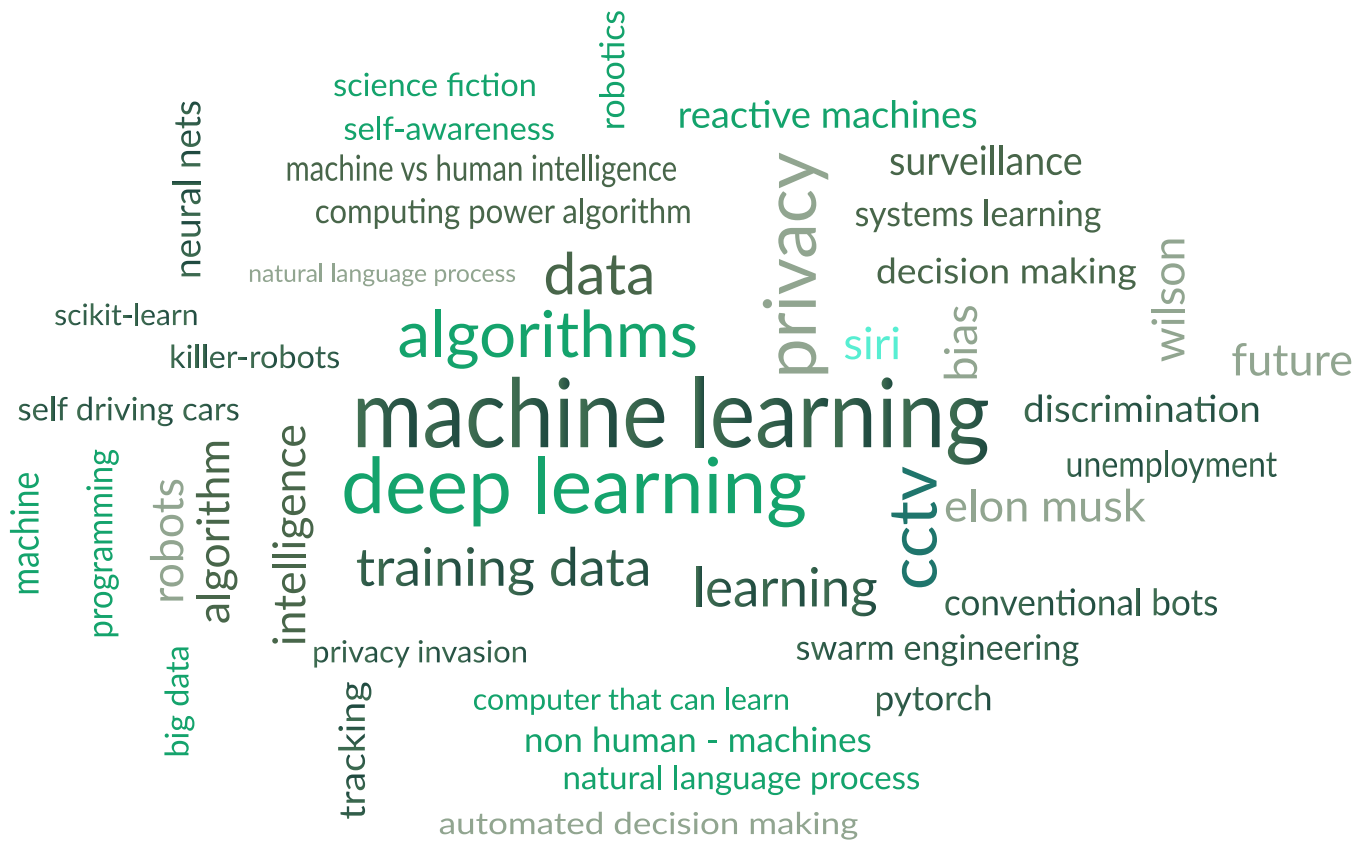 robotics
science fiction
reactive machines
self-awareness
neural nets
machine vs human intelligence
privacy
surveillance
computing power algorithm
systems learning
natural language process
data
decision making
wilson
scikit-learn
algorithms
siri
bias
killer-robots
future
self driving cars
machine learning
discrimination
unemployment
deep learning
cctv
elon musk
machine
programming
robots
algorithm
intelligence
training data
learning
conventional bots
privacy invasion
swarm engineering
big data
tracking
computer that can learn
pytorch
non human - machines
natural language process
automated decision making